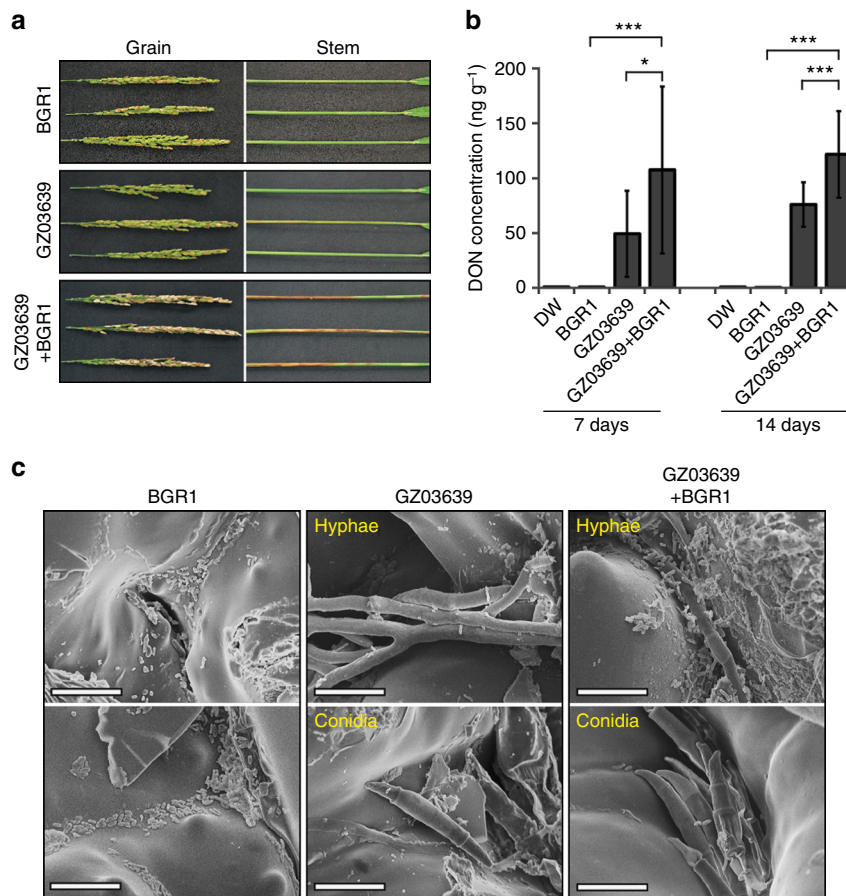 a
Grain Stem
BGR1
GZ03639
GZ03639
+BGR1
b
DON concentration (ng g⁻¹)
200
150
100
50
0
***
*
***
***
DW
BGR1
GZ03639
GZ03639+BGR1
DW
BGR1
GZ03639
GZ03639+BGR1
7 days
14 days
c
BGR1
GZ03639
GZ03639
+BGR1
Hyphae
Hyphae
Conidia
Conidia